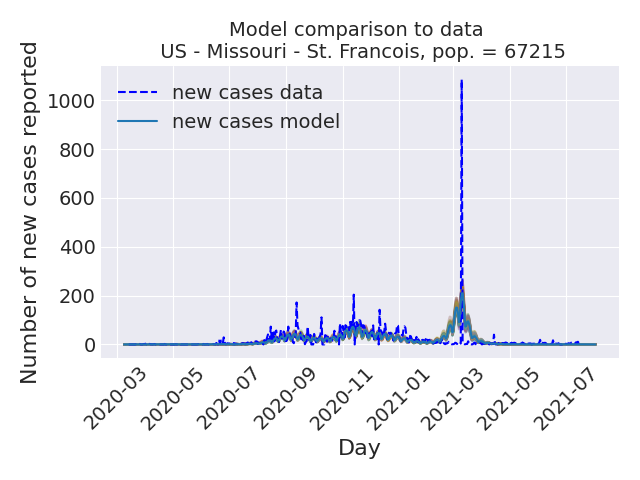 Model comparison to data
US - Missouri - St. Francois, pop. = 67215
Number of new cases reported
1000
800
600
400
200
0
new cases data
new cases model
2020-03
2020-05
2020-07
2020-09
2020-11
2021-01
2021-03
2021-05
2021-07
Day